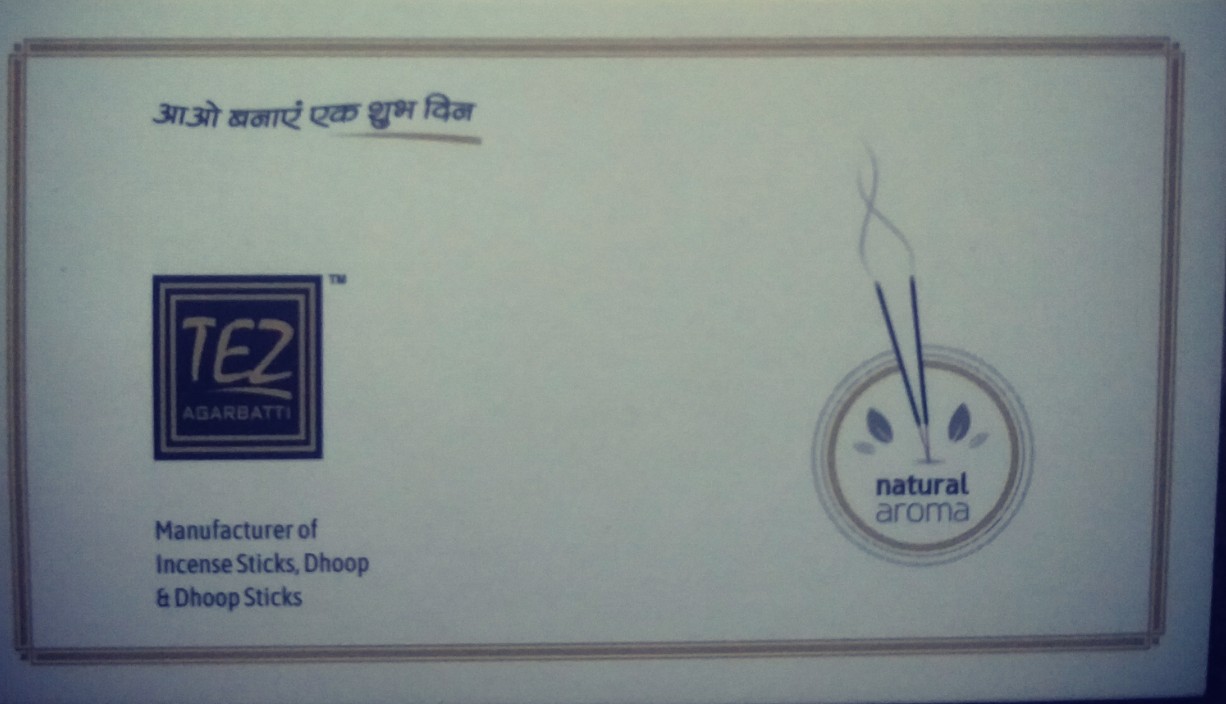 आओ बनाएं एक शुभ दिन
TEZ ™
AGARBATTI
Manufacturer of
Incense Sticks, Dhoop
& Dhoop Sticks
natural
aroma